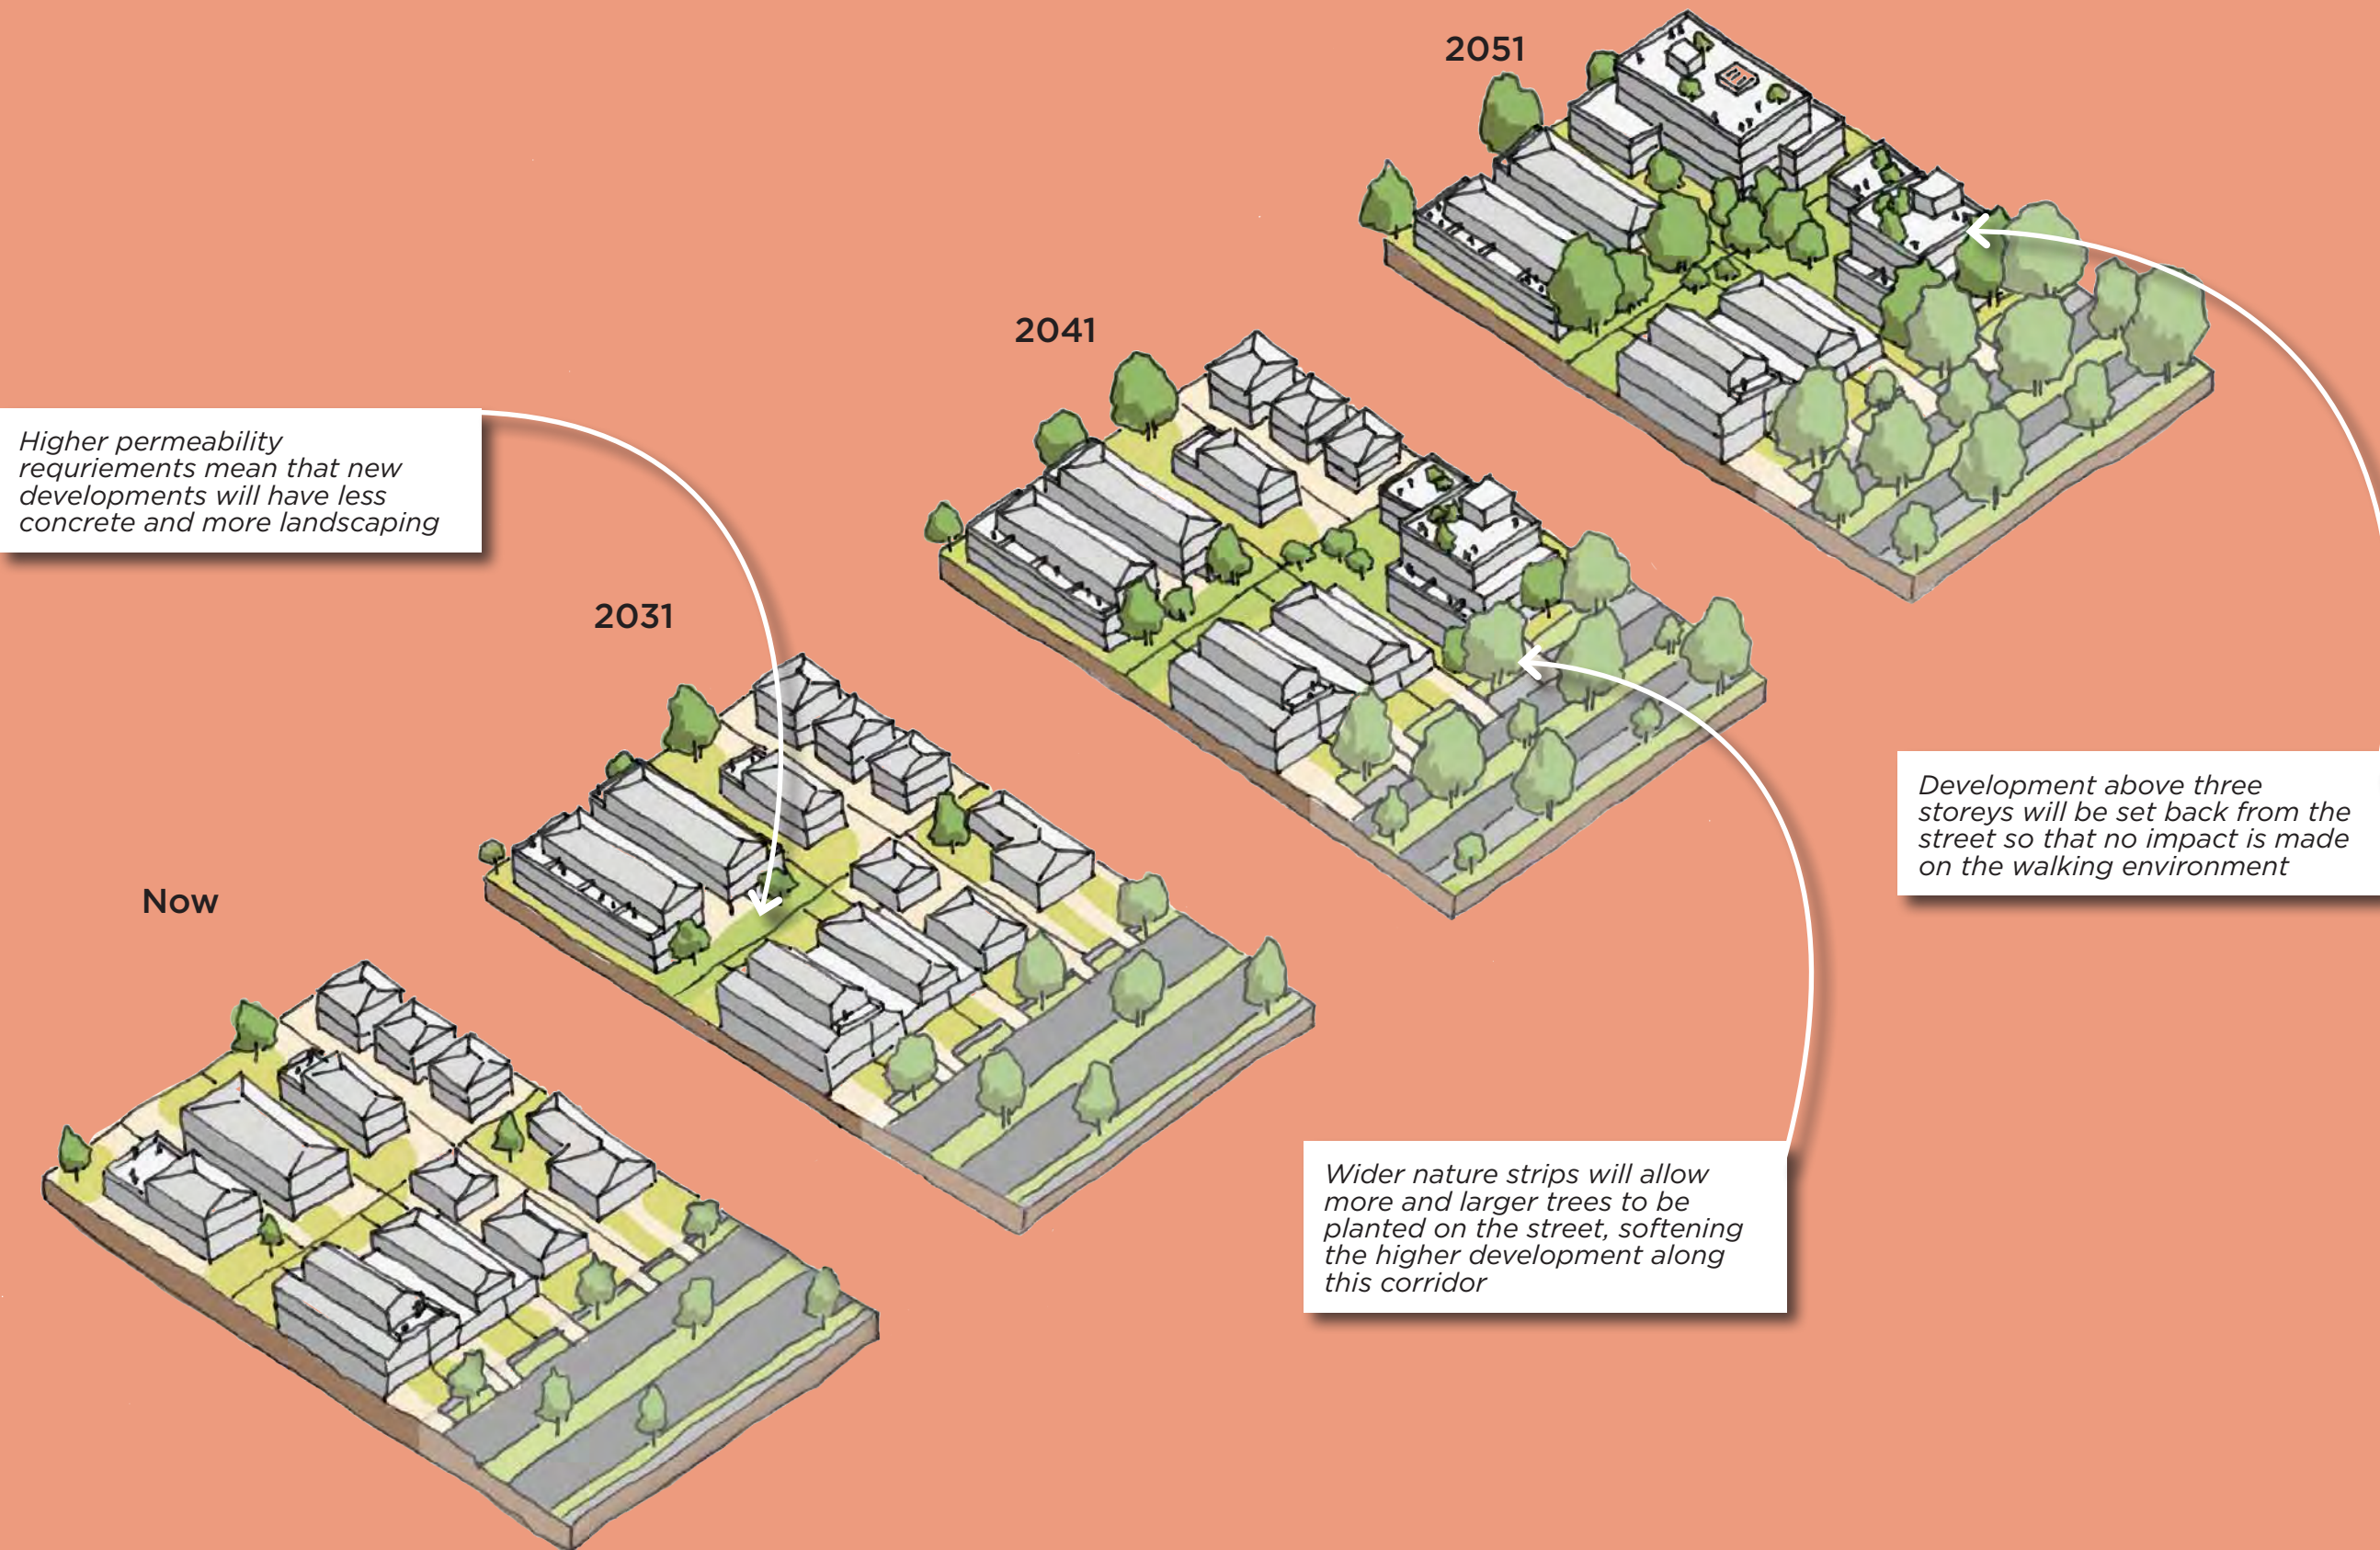 2051
2041
Higher permeability
requriements mean that new
developments will have less
concrete and more landscaping
2031
Development above three
storeys will be set back from the
street so that no impact is made
on the walking environment
Now
Wider nature strips will allow
more and larger trees to be
planted on the street, softening
the higher development along
this corridor